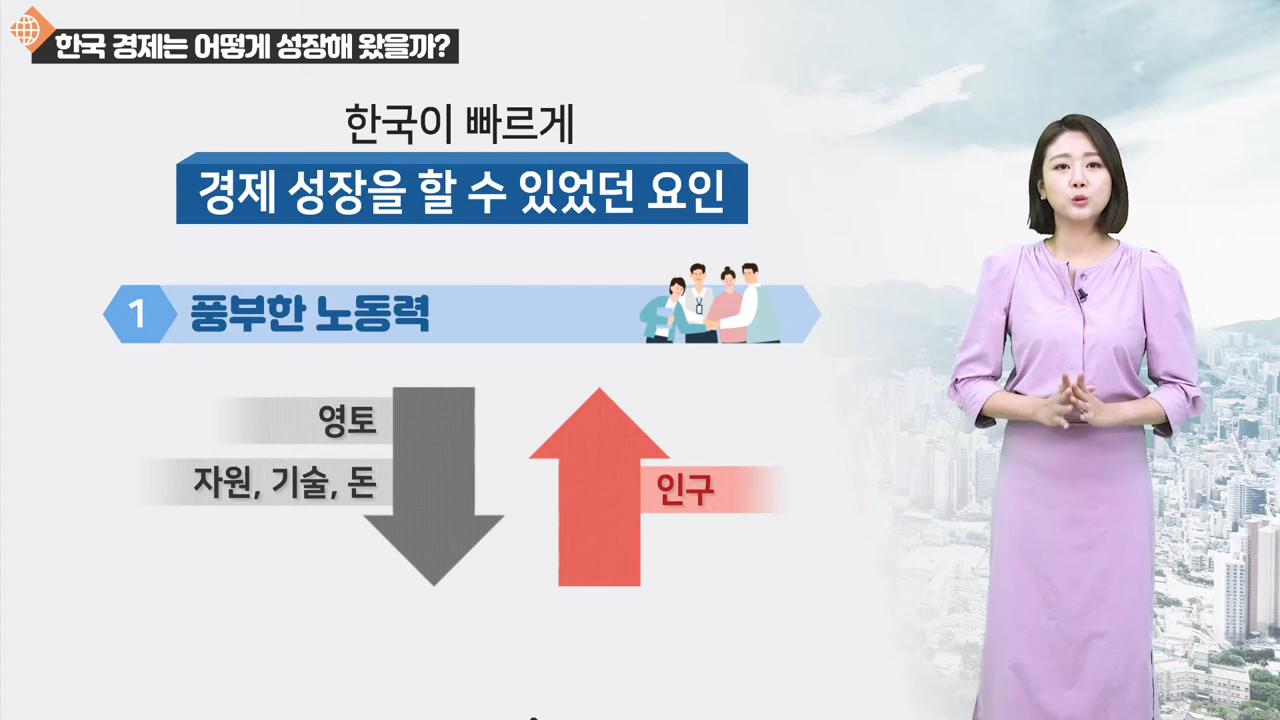 한국 경제는 어떻게 성장해 왔을까?
한국이 빠르게
경제 성장을 할 수 있었던 요인
1 풍부한 노동력
영토
자원, 기술, 돈
인구